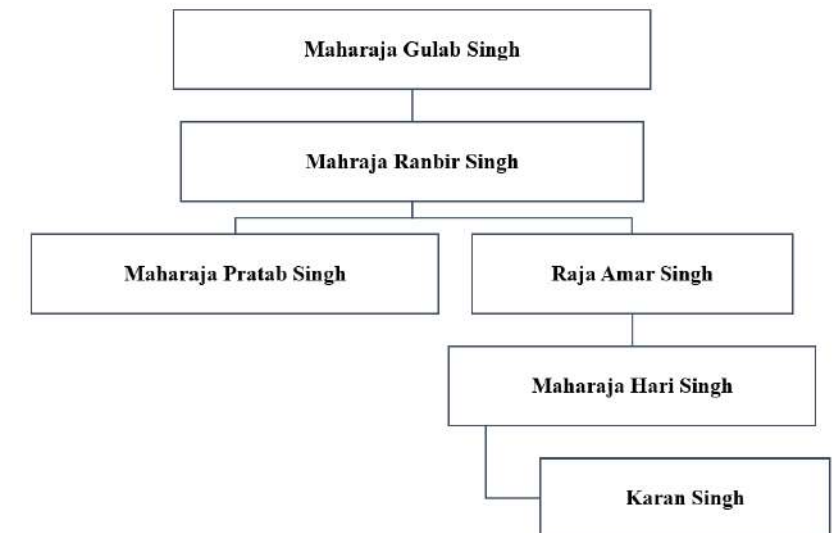 Maharaja Gulab Singh
Mahraja Ranbir Singh
Maharaja Pratab Singh
Raja Amar Singh
Maharaja Hari Singh
Karan Singh